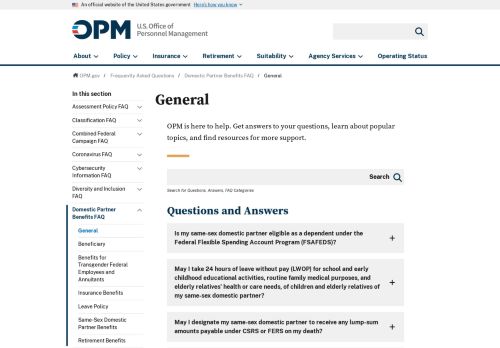 An official website of the United States government Here's how you know
OPM U.S. Office of
Personnel Management
About Policy Insurance Retirement Suitability Agency Services Operating Status
OPM.gov / Frequently Asked Questions / Domestic Partner Benefits FAQ / General
In this section
Assessment Policy FAQ
Classification FAQ
Combined Federal
Campaign FAQ
Coronavirus FAQ
Cybersecurity
Information FAQ
Diversity and Inclusion
FAQ
Domestic Partner
Benefits FAQ
General
Beneficiary
Benefits for
Transgender Federal
Employees and
Annuitants
Insurance Benefits
Leave Policy
Same-Sex Domestic
Partner Benefits
Retirement Benefits
General
OPM is here to help. Get answers to your questions, learn about popular
topics, and find resources for more support.
Search
Search for Questions, Answers, FAQ Categories
Questions and Answers
Is my same-sex domestic partner eligible as a dependent under the
Federal Flexible Spending Account Program (FSAFEDS)?
May I take 24 hours of leave without pay (LWOP) for school and early
childhood educational activities, routine family medical purposes, and
elderly relatives' health or care needs, of children and elderly relatives of
my same-sex domestic partner?
May I designate my same-sex domestic partner to receive any lump-sum
amounts payable under CSRS or FERS on my death?